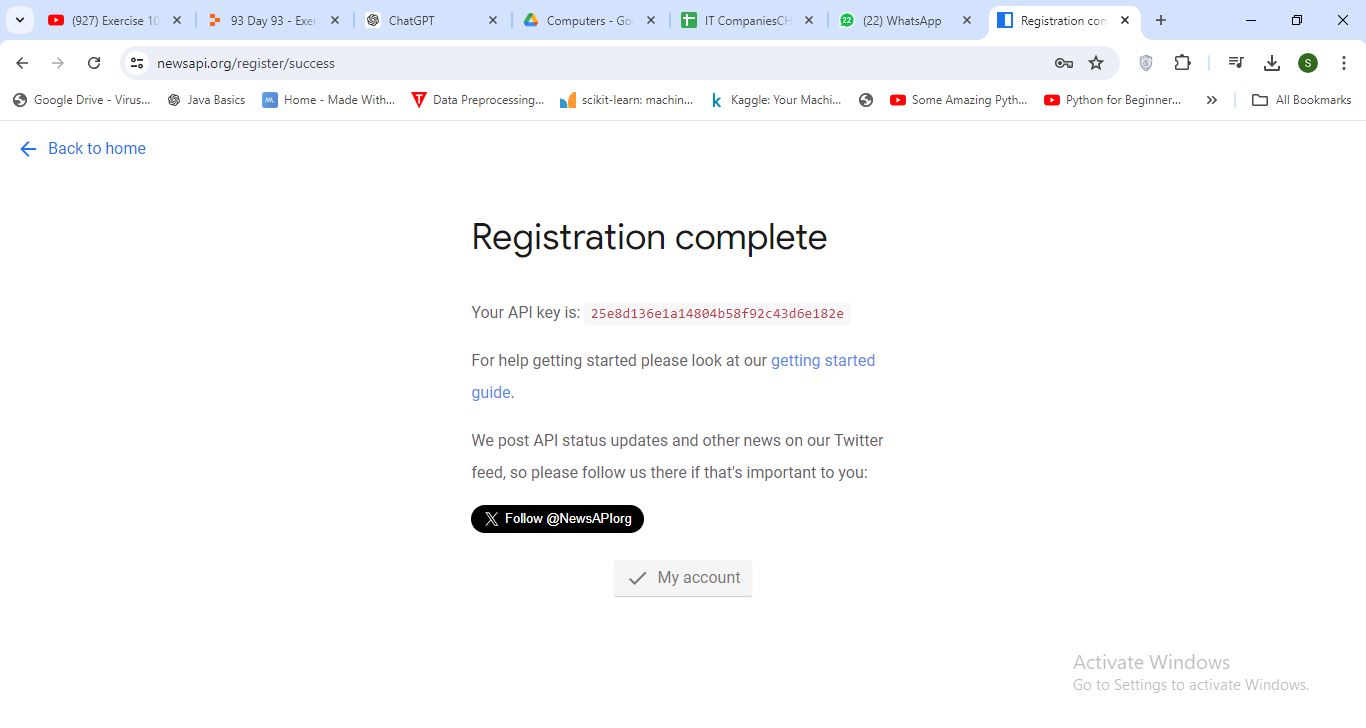 (927) Exercise 10
93 Day 93 - Exer
ChatGPT
Computers - Go
IT CompaniesCH
(22) WhatsApp
Registration com
newsapi.org/register/success
S
Google Drive - Virus...
Java Basics
Home - Made With...
Data Preprocessing...
scikit-learn: machin...
Kaggle: Your Machi...
Some Amazing Pyth...
Python for Beginner...
All Bookmarks
Back to home
Registration complete
Your API key is: 25e8d136e1a14804b58f92c43d6e182e
For help getting started please look at our getting started
guide.
We post API status updates and other news on our Twitter
feed, so please follow us there if that's important to you:
Follow @NewsAPIorg
My account
Activate Windows
Go to Settings to activate Windows.